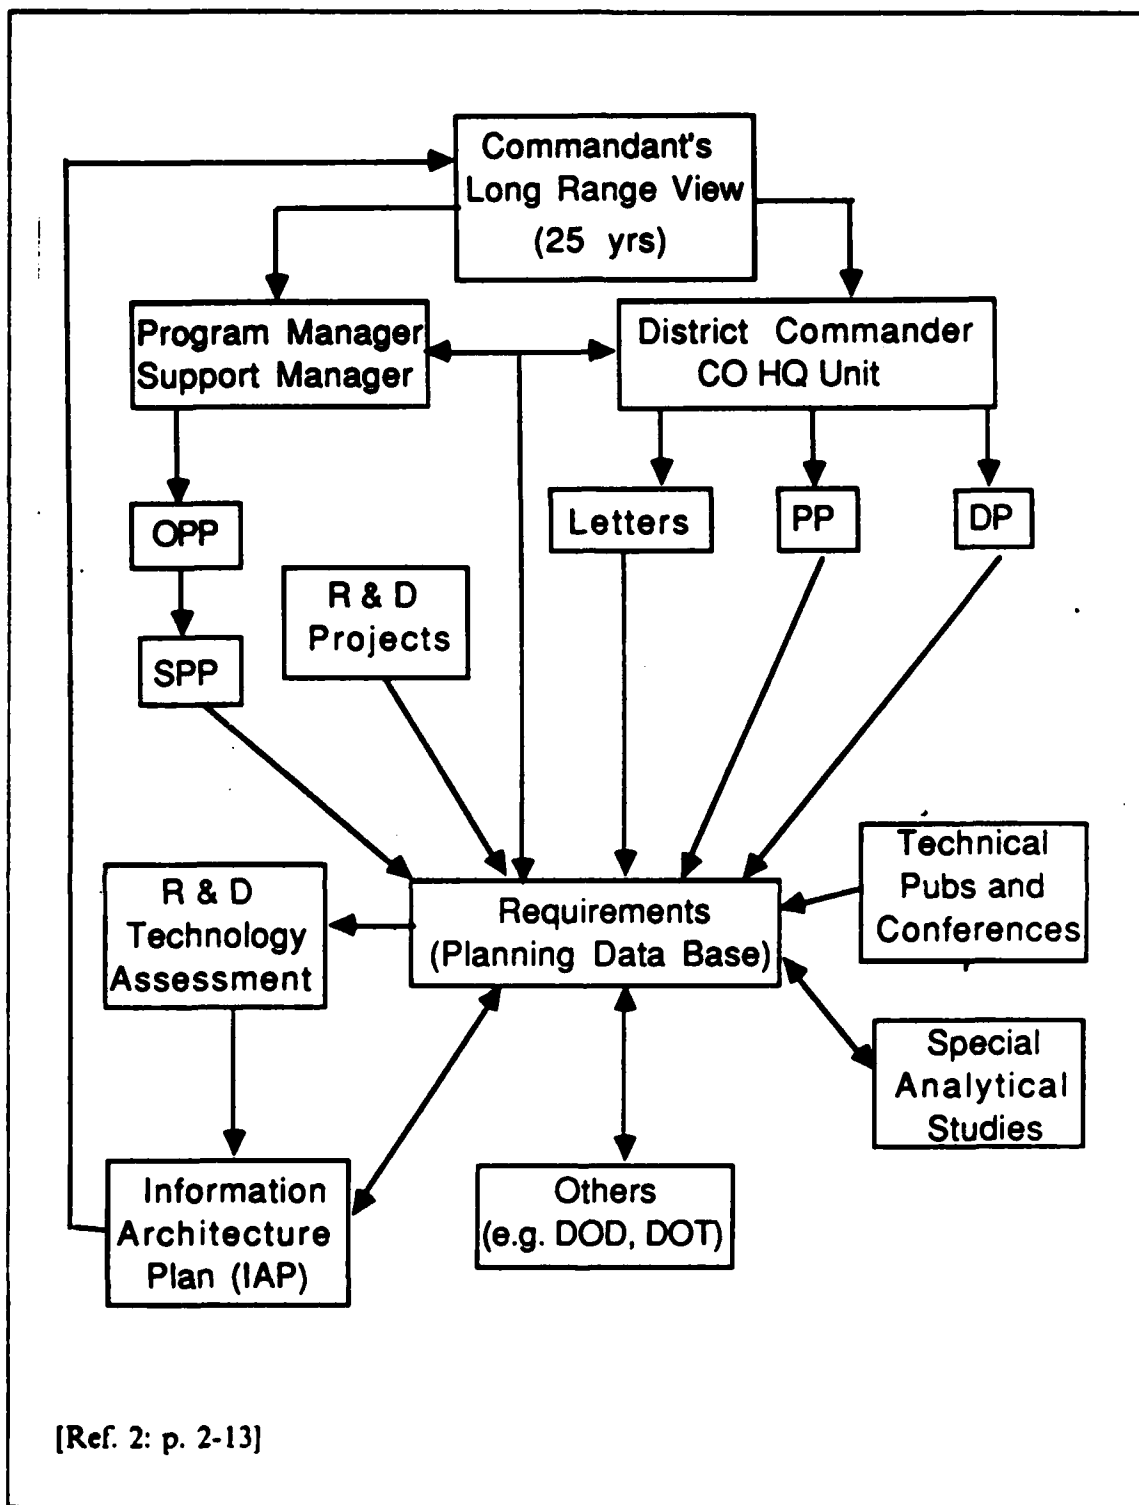 Commandant's
Long Range View
(25 yrs)
Program Manager
Support Manager
District Commander
CO HQ Unit
OPP
Letters
PP
DP
R & D
Projects
SPP
Technical
Pubs and
Conferences
R & D
Technology
Assessment
Requirements
(Planning Data Base)
Special
Analytical
Studies
Information
Architecture
Plan (IAP)
Others
(e.g. DOD, DOT)
[Ref. 2: p. 2-13]